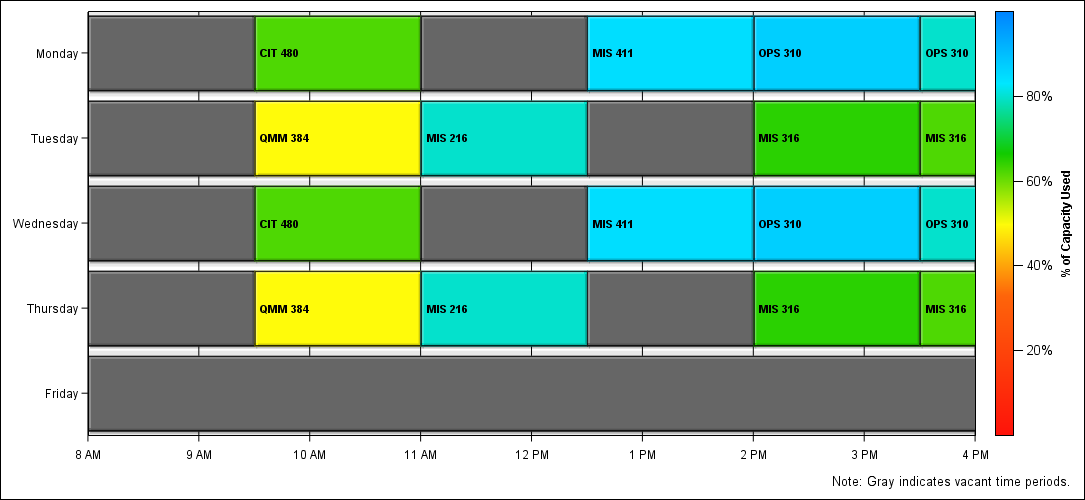 Monday
CIT 480
MIS 411
OPS 310
OPS 310
Tuesday
QMM 384
MIS 216
MIS 316
MIS 316
Wednesday
CIT 480
MIS 411
OPS 310
OPS 310
Thursday
QMM 384
MIS 216
MIS 316
MIS 316
Friday
8 AM
9 AM
10 AM
11 AM
12 PM
1 PM
2 PM
3 PM
4 PM
80%
60%
40%
20%
% of Capacity Used
Note: Gray indicates vacant time periods.